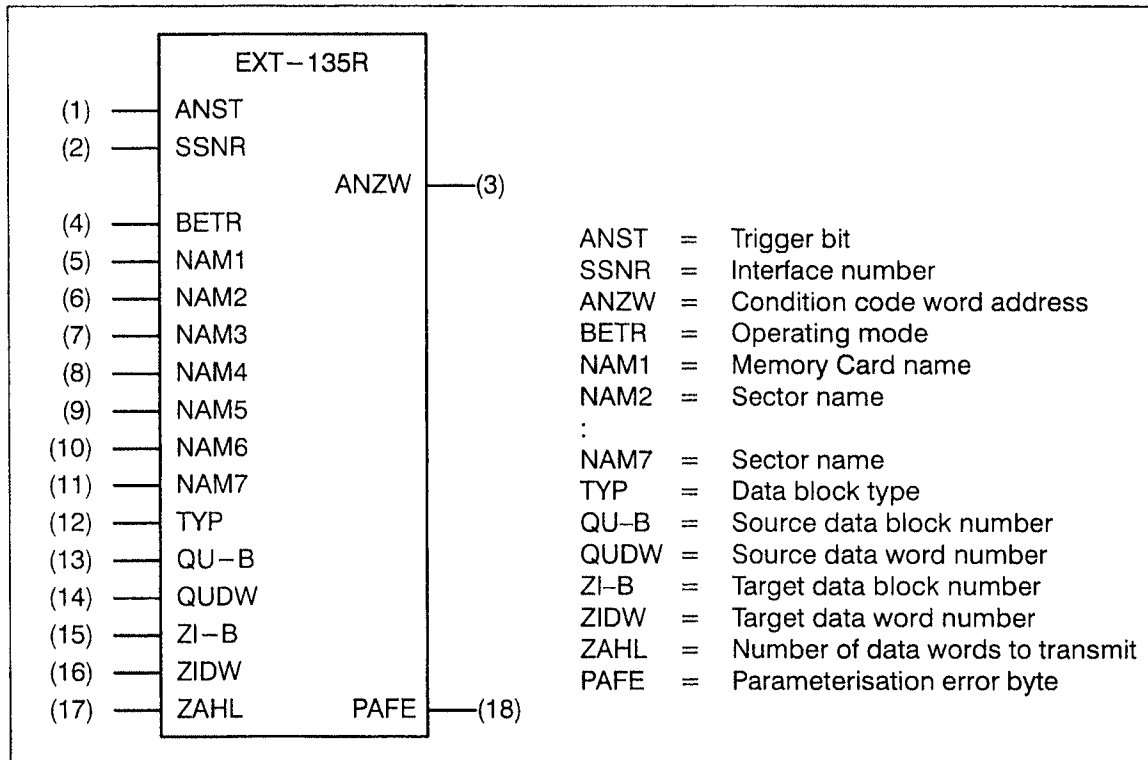 EXT–135R
(1) ANST
(2) SSNR
ANZW (3)
(4) BETR
(5) NAM1
(6) NAM2
(7) NAM3
(8) NAM4
(9) NAM5
(10) NAM6
(11) NAM7
(12) TYP
(13) QU–B
(14) QUDW
(15) ZI–B
(16) ZIDW
(17) ZAHL PAFE (18)
ANST = Trigger bit
SSNR = Interface number
ANZW = Condition code word address
BETR = Operating mode
NAM1 = Memory Card name
NAM2 = Sector name
:
NAM7 = Sector name
TYP = Data block type
QU–B = Source data block number
QUDW = Source data word number
ZI–B = Target data block number
ZIDW = Target data word number
ZAHL = Number of data words to transmit
PAFE = Parameterisation error byte